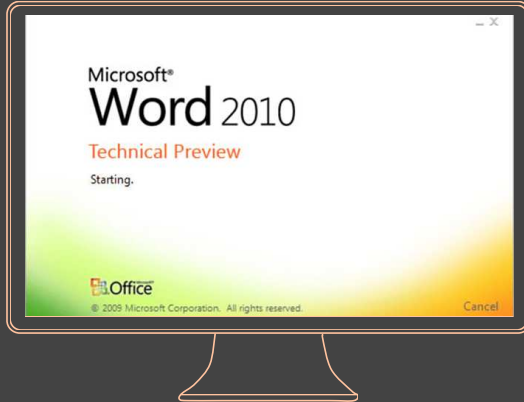 Microsoft®
Word 2010
Technical Preview
Starting.
Office
© 2009 Microsoft Corporation. All rights reserved.
Cancel